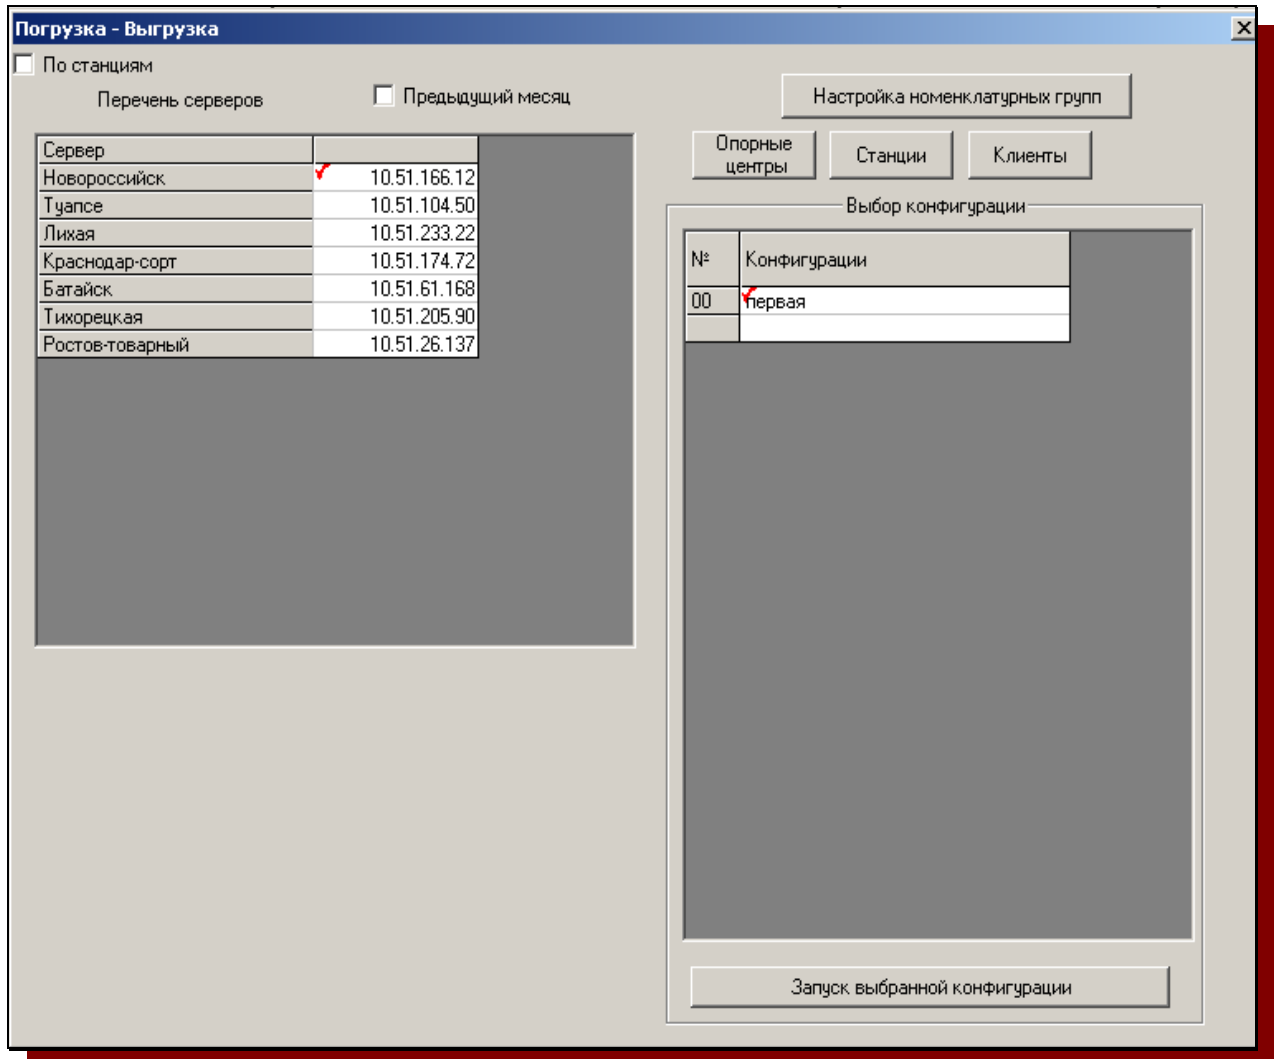 Погрузка - Выгрузка
По станциям
Перечень серверов
Предыдущий месяц
Настройка номенклатурных групп
Опорные
центры
Станции
Клиенты
Сервер
Новороссийск 10.51.166.12
Туапсе 10.51.104.50
Лихая 10.51.233.22
Краснодар-сорт 10.51.174.72
Батайск 10.51.61.168
Тихорецкая 10.51.205.90
Ростов-товарный 10.51.26.137
Выбор конфигурации
№ Конфигурации
00 первая
Запуск выбранной конфигурации